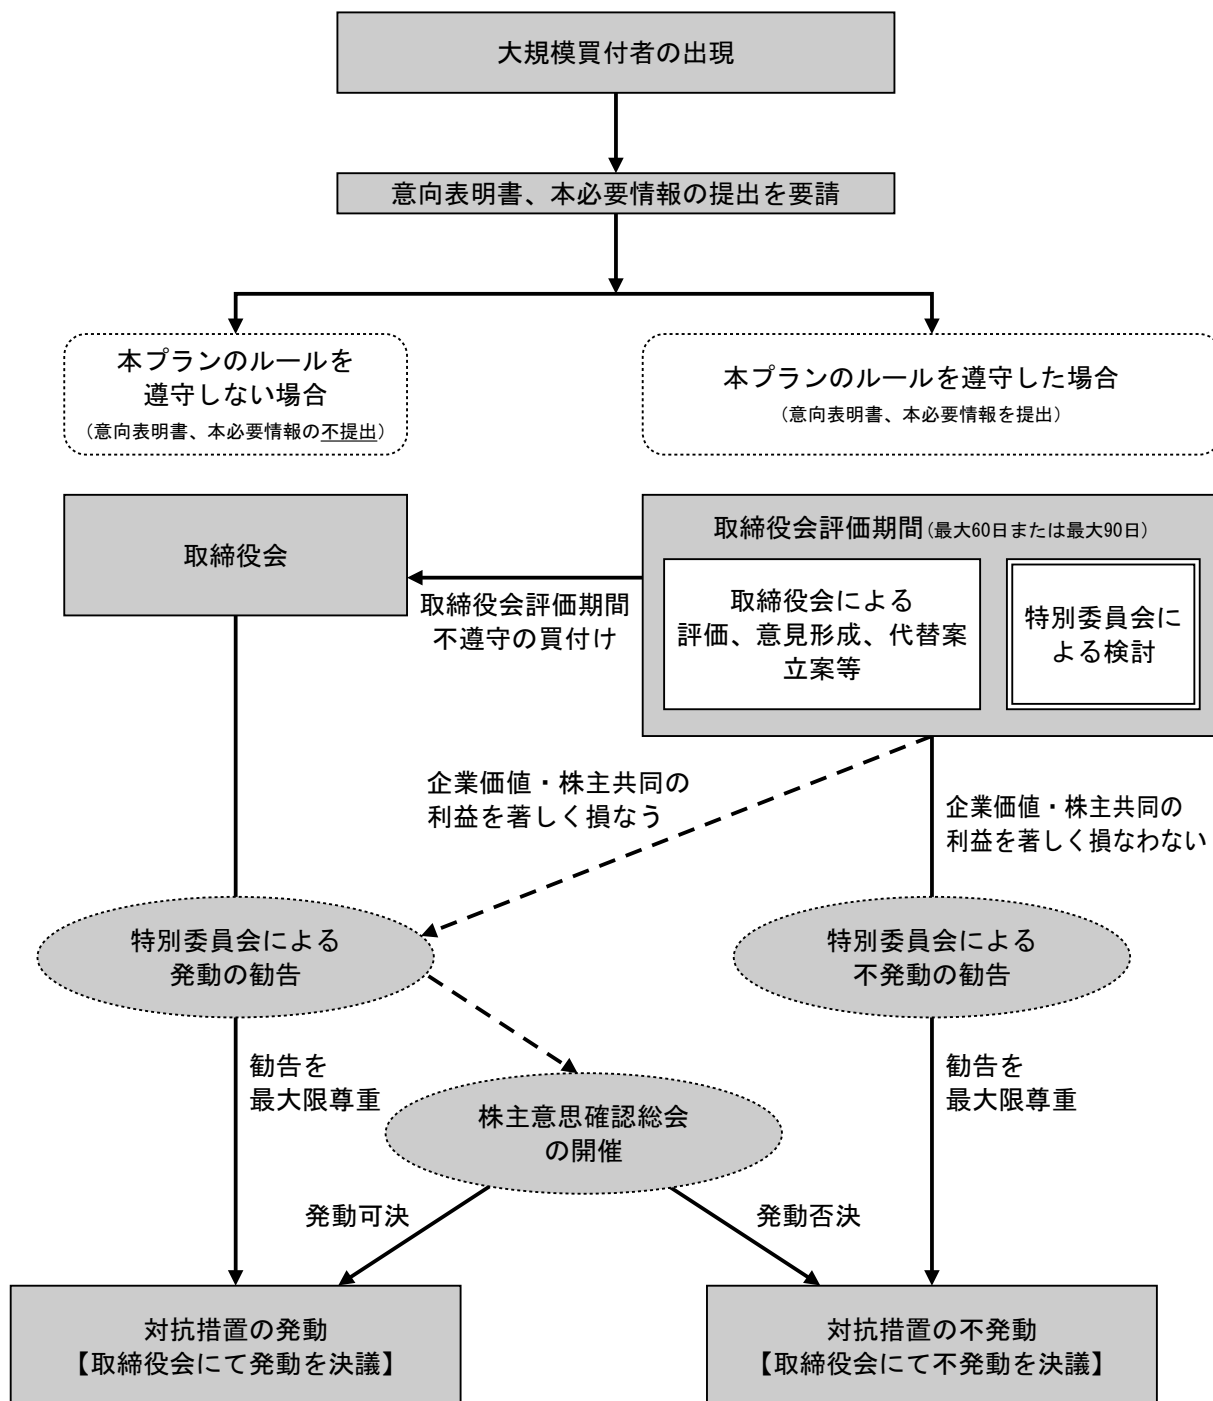 大規模買付者の出現
意向表明書、本必要情報の提出を要請
本プランのルールを
遵守しない場合
（意向表明書、本必要情報の不提出）
本プランのルールを遵守した場合
（意向表明書、本必要情報を提出）
取締役会
取締役会評価期間（最大60日または最大90日）
取締役会による
評価、意見形成、代替案
立案等
特別委員会に
よる検討
取締役会評価期間
不遵守の買付け
企業価値・株主共同の
利益を著しく損なう
企業価値・株主共同の
利益を著しく損なわない
特別委員会による
発動の勧告
特別委員会による
不発動の勧告
勧告を
最大限尊重
株主意思確認総会
の開催
勧告を
最大限尊重
発動可決
発動否決
対抗措置の発動
【取締役会にて発動を決議】
対抗措置の不発動
【取締役会にて不発動を決議】